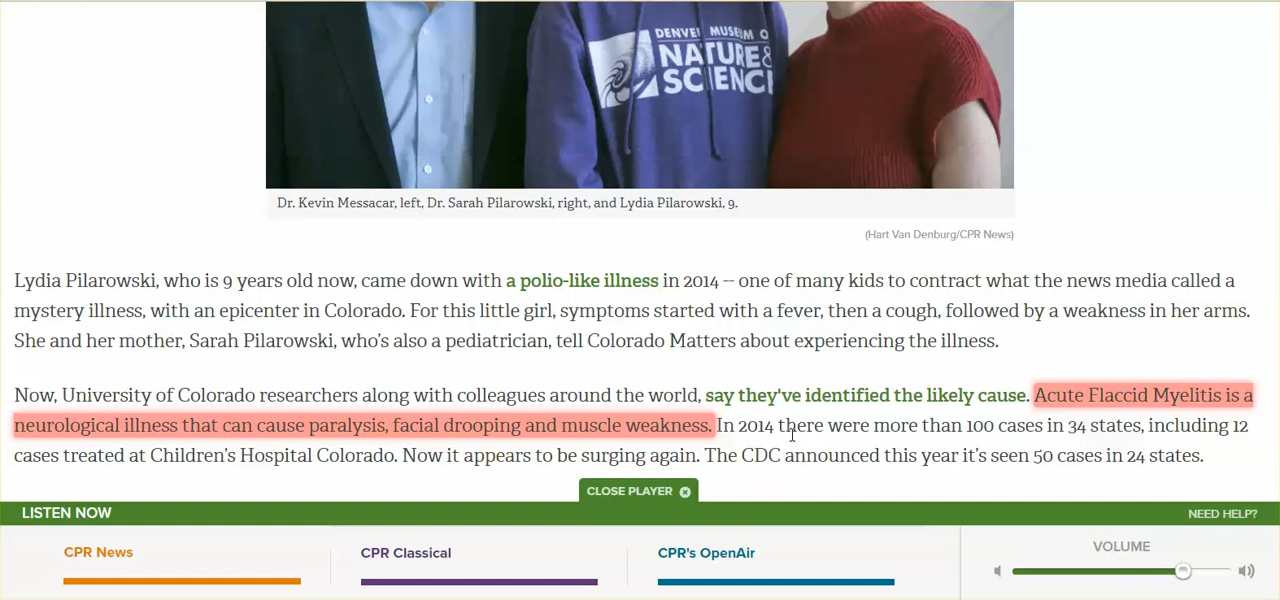 DENVER MUSEUM O
NATURE &
SCIENCE
Dr. Kevin Messacar, left, Dr. Sarah Pilarowski, right, and Lydia Pilarowski, 9.
(Hart Van Denburg/CPR News)
Lydia Pilarowski, who is 9 years old now, came down with a polio-like illness in 2014 -- one of many kids to contract what the news media called a
mystery illness, with an epicenter in Colorado. For this little girl, symptoms started with a fever, then a cough, followed by a weakness in her arms.
She and her mother, Sarah Pilarowski, who's also a pediatrician, tell Colorado Matters about experiencing the illness.
Now, University of Colorado researchers along with colleagues around the world, say they've identified the likely cause. Acute Flaccid Myelitis is a
neurological illness that can cause paralysis, facial drooping and muscle weakness. In 2014 there were more than 100 cases in 34 states, including 12
cases treated at Children's Hospital Colorado. Now it appears to be surging again. The CDC announced this year it's seen 50 cases in 24 states.
CLOSE PLAYER
LISTEN NOW
NEED HELP?
CPR News
CPR Classical
CPR's OpenAir
VOLUME